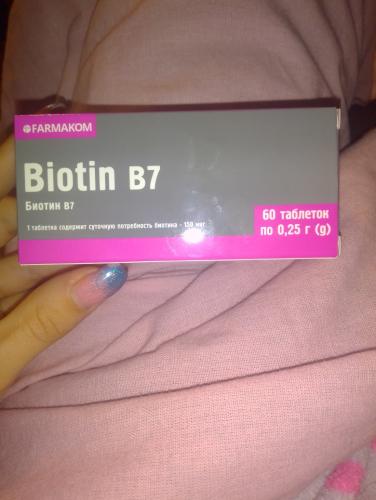 FARMAKOM
Biotin B7
Биотин B7
1 таблетка содержит суточную потребность биотина - 150 мкг
60 таблеток
по 0,25 г (g)